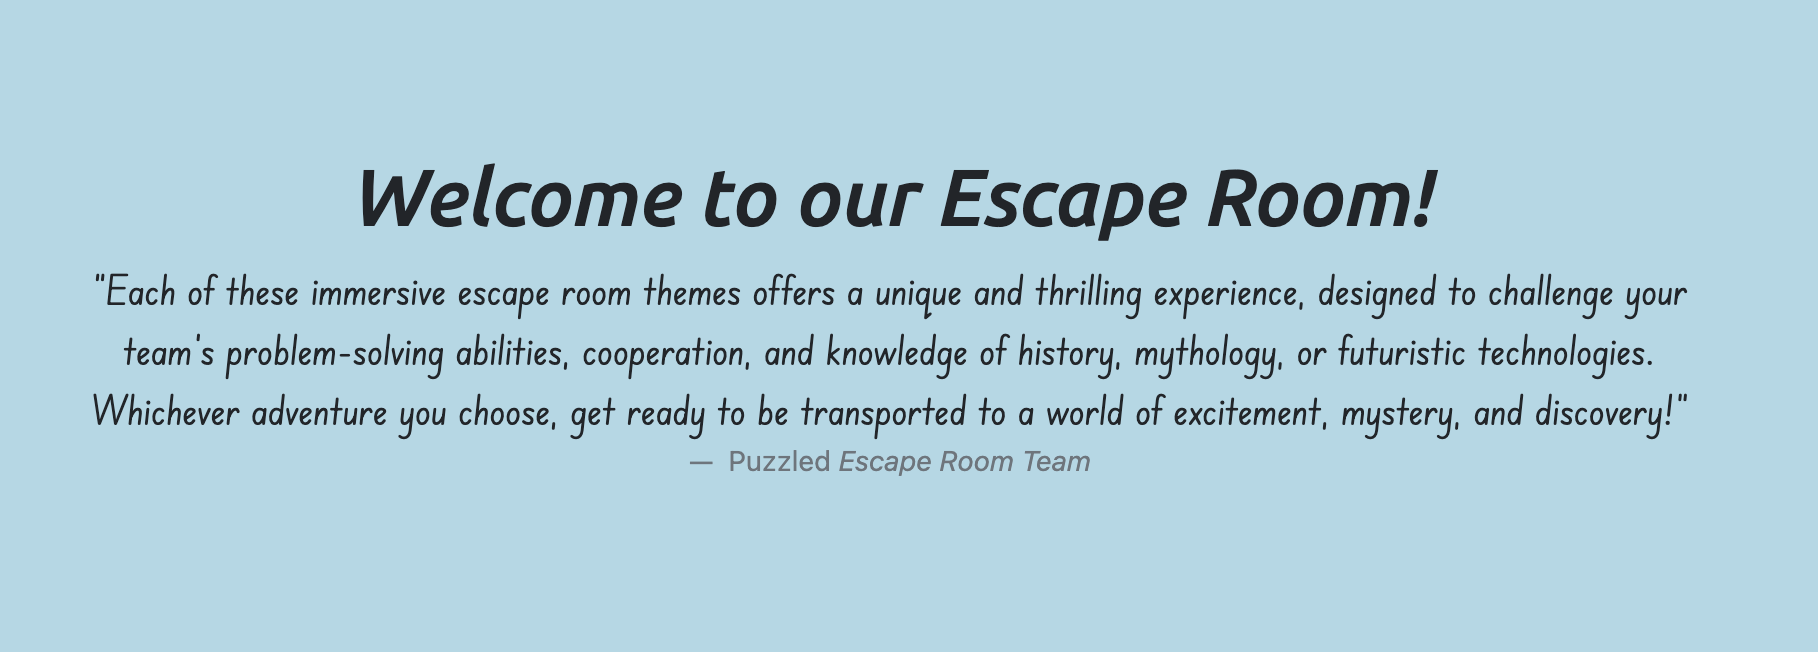 Welcome to our Escape Room!
"Each of these immersive escape room themes offers a unique and thrilling experience, designed to challenge your
team's problem-solving abilities, cooperation, and knowledge of history, mythology, or futuristic technologies.
Whichever adventure you choose, get ready to be transported to a world of excitement, mystery, and discovery!"
— Puzzled Escape Room Team